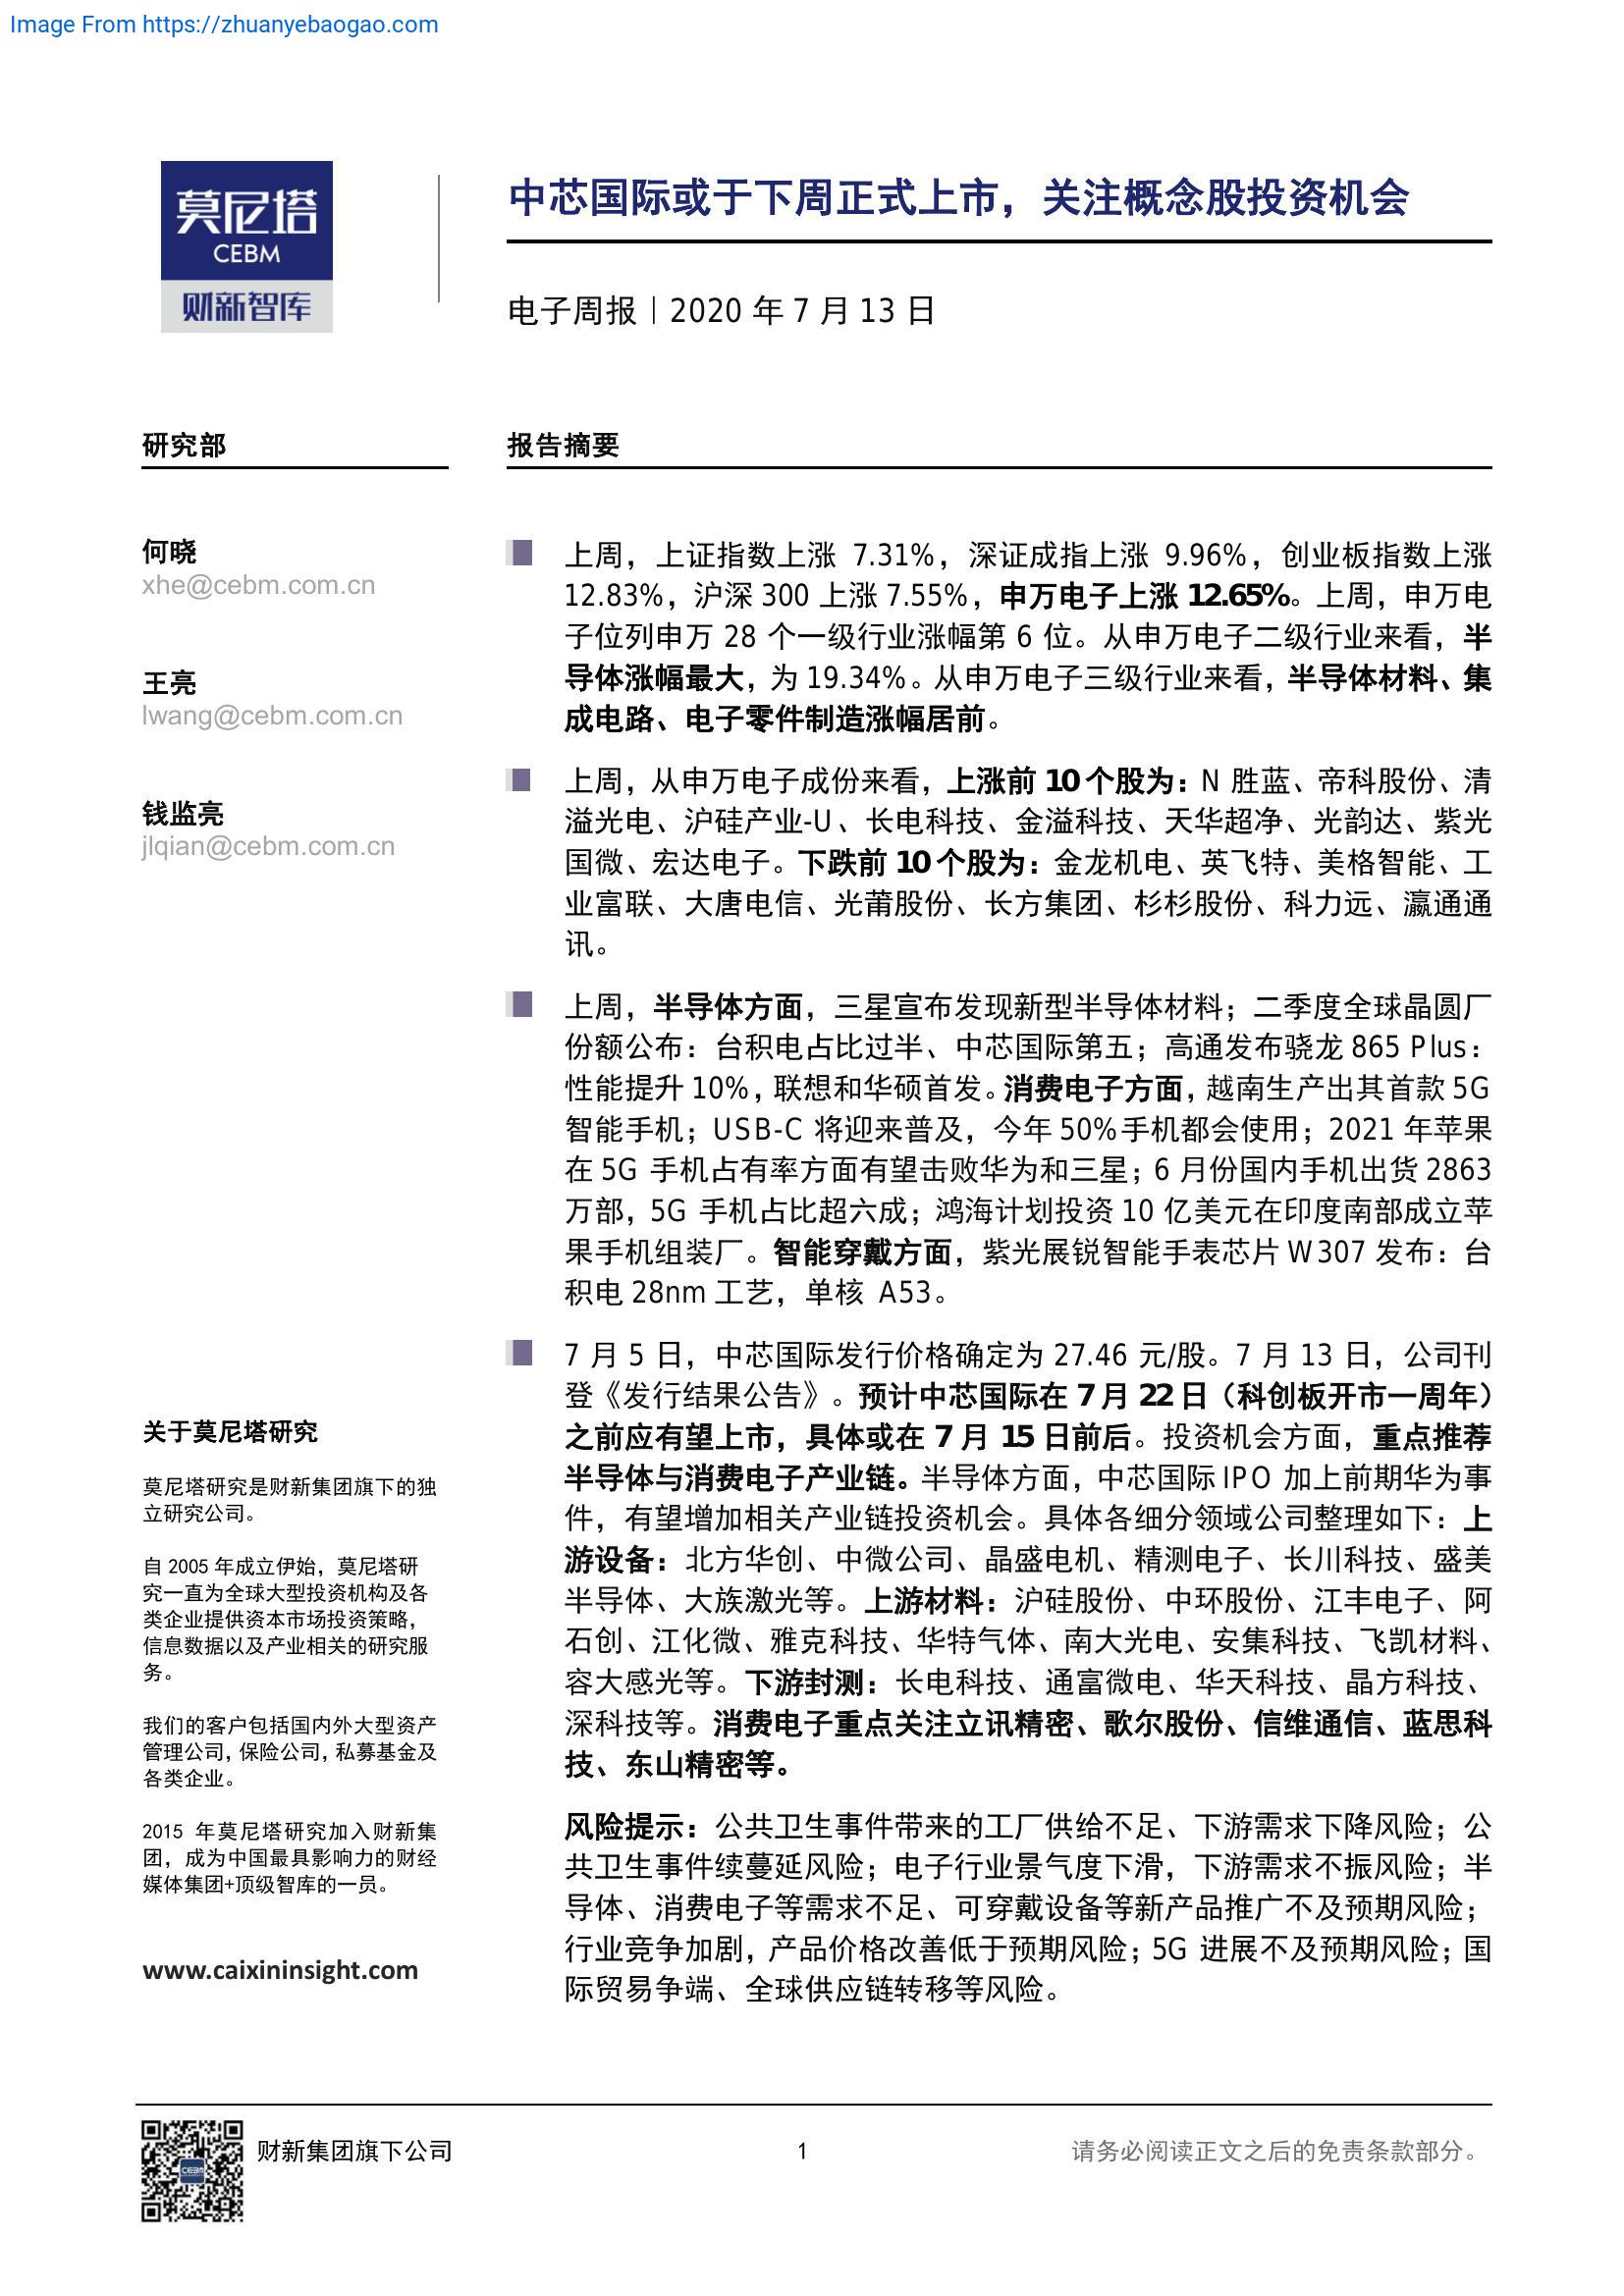 Image From https://zhuanyebaogao.com
莫尼塔
CEBM
财新智库
中芯国际或于下周正式上市，关注概念股投资机会
电子周报｜2020 年 7 月 13 日
研究部
何晓
xhe@cebm.com.cn
王亮
lwang@cebm.com.cn
钱监亮
jlqian@cebm.com.cn
关于莫尼塔研究
莫尼塔研究是财新集团旗下的独
立研究公司。
自 2005 年成立伊始，莫尼塔研
究一直为全球大型投资机构及各
类企业提供资本市场投资策略，
信息数据以及产业相关的研究服
务。
我们的客户包括国内外大型资产
管理公司，保险公司，私募基金及
各类企业。
2015 年莫尼塔研究加入财新集
团，成为中国最具影响力的财经
媒体集团+顶级智库的一员。
www.caixininsight.com
报告摘要
上周，上证指数上涨 7.31%，深证成指上涨 9.96%，创业板指数上涨
12.83%，沪深 300 上涨 7.55%，申万电子上涨 12.65%。上周，申万电
子位列申万 28 个一级行业涨幅第 6 位。从申万电子二级行业来看，半
导体涨幅最大，为 19.34%。从申万电子三级行业来看，半导体材料、集
成电路、电子零件制造涨幅居前。
上周，从申万电子成份来看，上涨前 10 个股为：N 胜蓝、帝科股份、清
溢光电、沪硅产业-U、长电科技、金溢科技、天华超净、光韵达、紫光
国微、宏达电子。下跌前 10 个股为：金龙机电、英飞特、美格智能、工
业富联、大唐电信、光莆股份、长方集团、杉杉股份、科力远、瀛通通
讯。
上周，半导体方面，三星宣布发现新型半导体材料；二季度全球晶圆厂
份额公布：台积电占比过半、中芯国际第五；高通发布骁龙 865 Plus：
性能提升 10%，联想和华硕首发。消费电子方面，越南生产出其首款 5G
智能手机；USB-C 将迎来普及，今年 50%手机都会使用；2021 年苹果
在 5G 手机占有率方面有望击败华为和三星；6 月份国内手机出货 2863
万部，5G 手机占比超六成；鸿海计划投资 10 亿美元在印度南部成立苹
果手机组装厂。智能穿戴方面，紫光展锐智能手表芯片 W307 发布：台
积电 28nm 工艺，单核 A53。
7 月 5 日，中芯国际发行价格确定为 27.46 元/股。7 月 13 日，公司刊
登《发行结果公告》。预计中芯国际在 7 月 22 日（科创板开市一周年）
之前应有望上市，具体或在 7 月 15 日前后。投资机会方面，重点推荐
半导体与消费电子产业链。半导体方面，中芯国际 IPO 加上前期华为事
件，有望增加相关产业链投资机会。具体各细分领域公司整理如下：上
游设备：北方华创、中微公司、晶盛电机、精测电子、长川科技、盛美
半导体、大族激光等。上游材料：沪硅股份、中环股份、江丰电子、阿
石创、江化微、雅克科技、华特气体、南大光电、安集科技、飞凯材料、
容大感光等。下游封测：长电科技、通富微电、华天科技、晶方科技、
深科技等。消费电子重点关注立讯精密、歌尔股份、信维通信、蓝思科
技、东山精密等。
风险提示：公共卫生事件带来的工厂供给不足、下游需求下降风险；公
共卫生事件续蔓延风险；电子行业景气度下滑，下游需求不振风险；半
导体、消费电子等需求不足、可穿戴设备等新产品推广不及预期风险；
行业竞争加剧，产品价格改善低于预期风险；5G 进展不及预期风险；国
际贸易争端、全球供应链转移等风险。
CEBM
财新集团旗下公司
1
请务必阅读正文之后的免责条款部分。